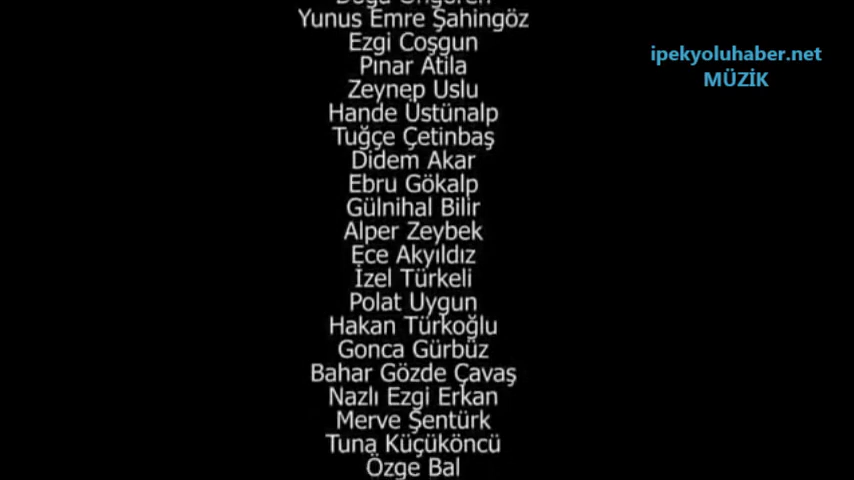 Yunus Emre Şahingöz
Ezgi Coşgun
Pınar Atila
Zeynep Uslu
Hande Üstünalp
Tuğçe Çetinbaş
Didem Akar
Ebru Gökalp
Gülnihal Bilir
Alper Zeybek
Ece Akyıldız
İzel Türkeli
Polat Uygun
Hakan Türkoğlu
Gonca Gürbüz
Bahar Gözde Çavaş
Nazlı Ezgi Erkan
Merve Şentürk
Tuna Küçüköncü
Özge Bal
ipekyoluhaber.net
MÜZİK